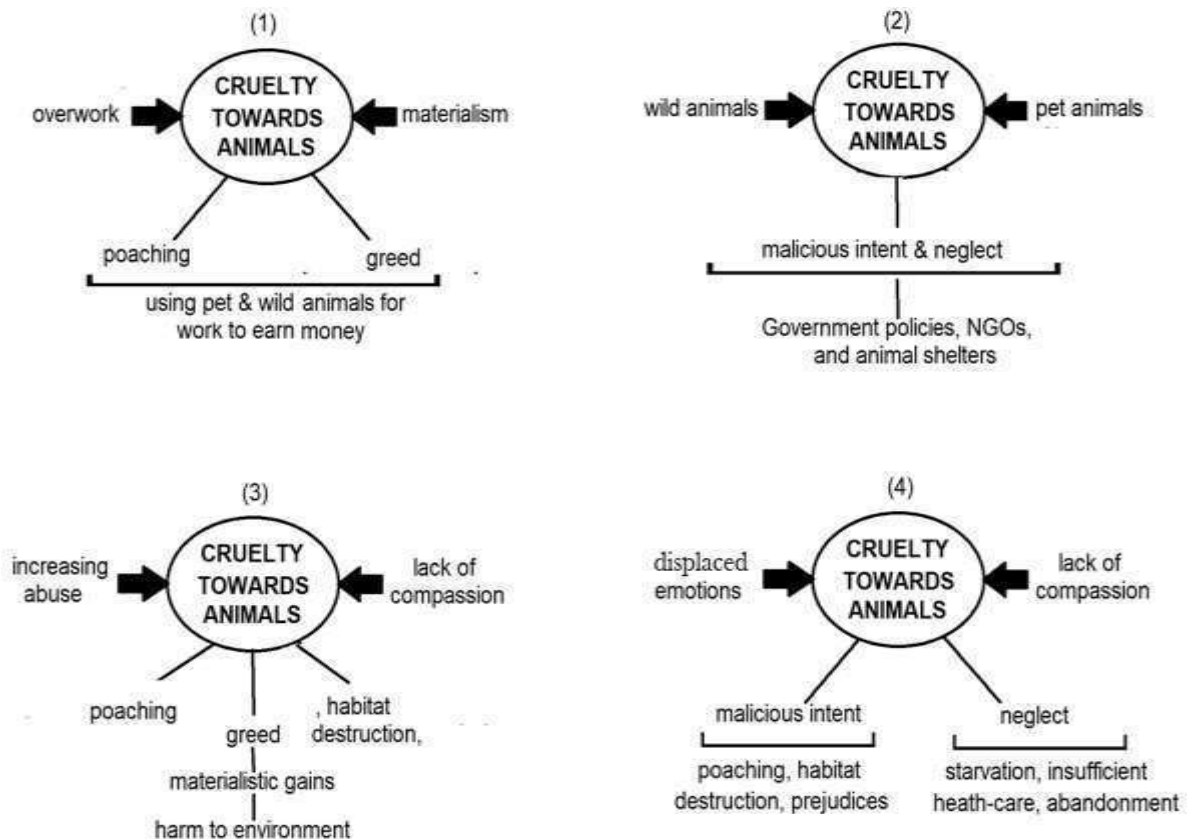 (1)
CRUELTY
TOWARDS
ANIMALS
overwork
materialism
poaching
greed
using pet & wild animals for
work to earn money
(2)
CRUELTY
TOWARDS
ANIMALS
wild animals
pet animals
malicious intent & neglect
Government policies, NGOs,
and animal shelters
(3)
CRUELTY
TOWARDS
ANIMALS
increasing
abuse
lack of
compassion
poaching
greed
, habitat
destruction,
materialistic gains
harm to environment
(4)
CRUELTY
TOWARDS
ANIMALS
displaced
emotions
lack of
compassion
malicious intent
poaching, habitat
destruction, prejudices
neglect
starvation, insufficient
heath-care, abandonment